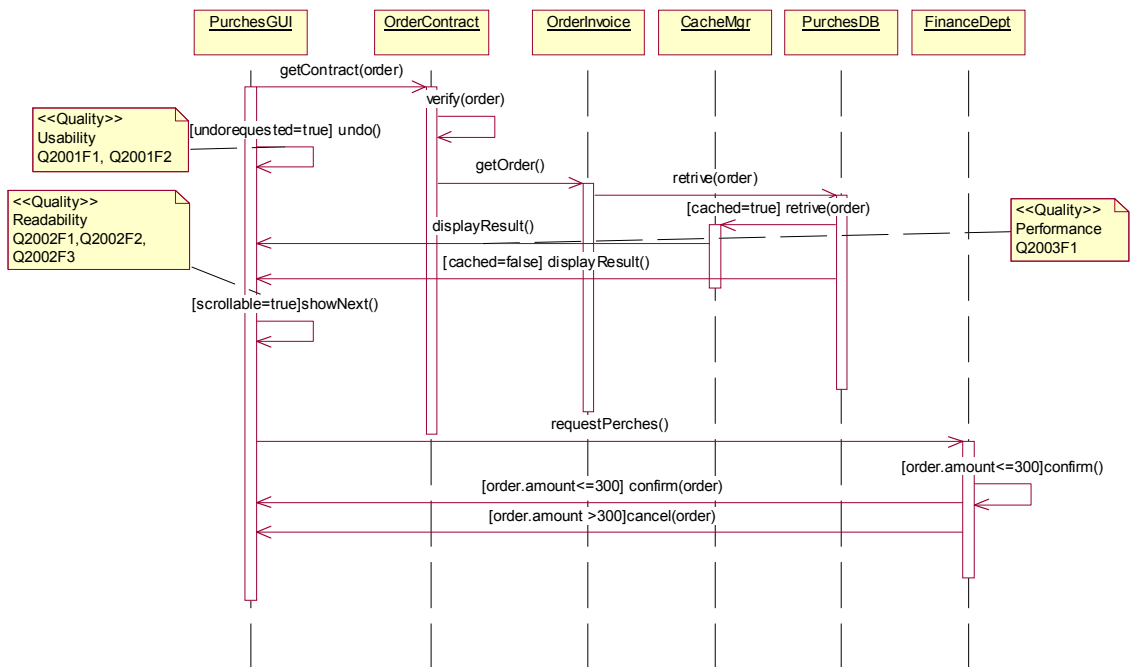 PurchesGUI
OrderContract
OrderInvoice
CacheMgr
PurchesDB
FinanceDept
getContract(order)
verify(order)
<<Quality>>
Usability
Q2001F1, Q2001F2
[undorequested=true] undo()
getOrder()
retrive(order)
<<Quality>>
Readability
Q2002F1,Q2002F2,
Q2002F3
[cached=true] retrive(order)
<<Quality>>
Performance
Q2003F1
displayResult()
[cached=false] displayResult()
[scrollable=true]showNext()
requestPerches()
[order.amount<=300]confirm()
[order.amount<=300] confirm(order)
[order.amount >300]cancel(order)